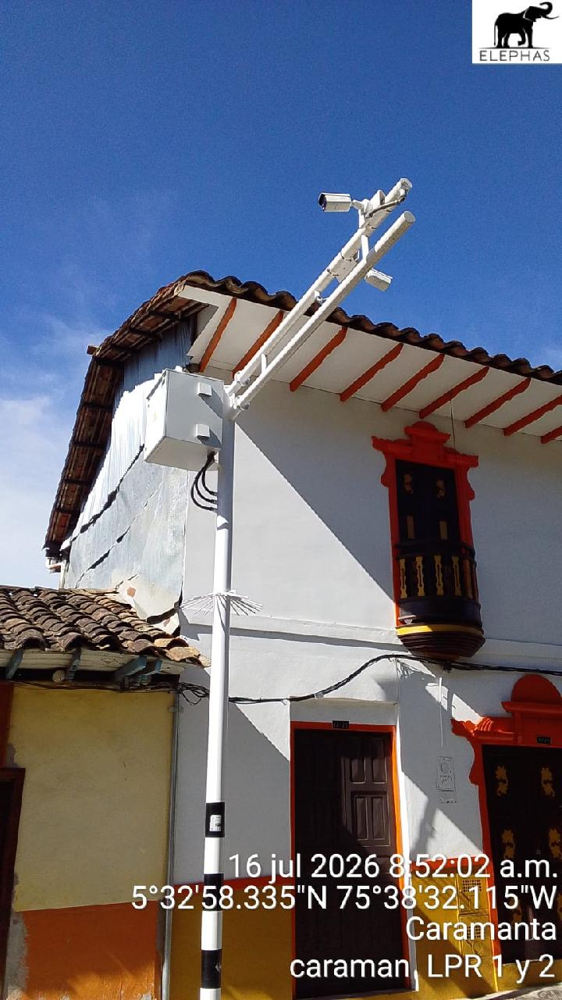 ELEPHAS
16 jul 2026 8:52:02 a.m.
5°32'58.335"N 75°38'32.115"W
Caramanta
caraman, LPR 1 y 2